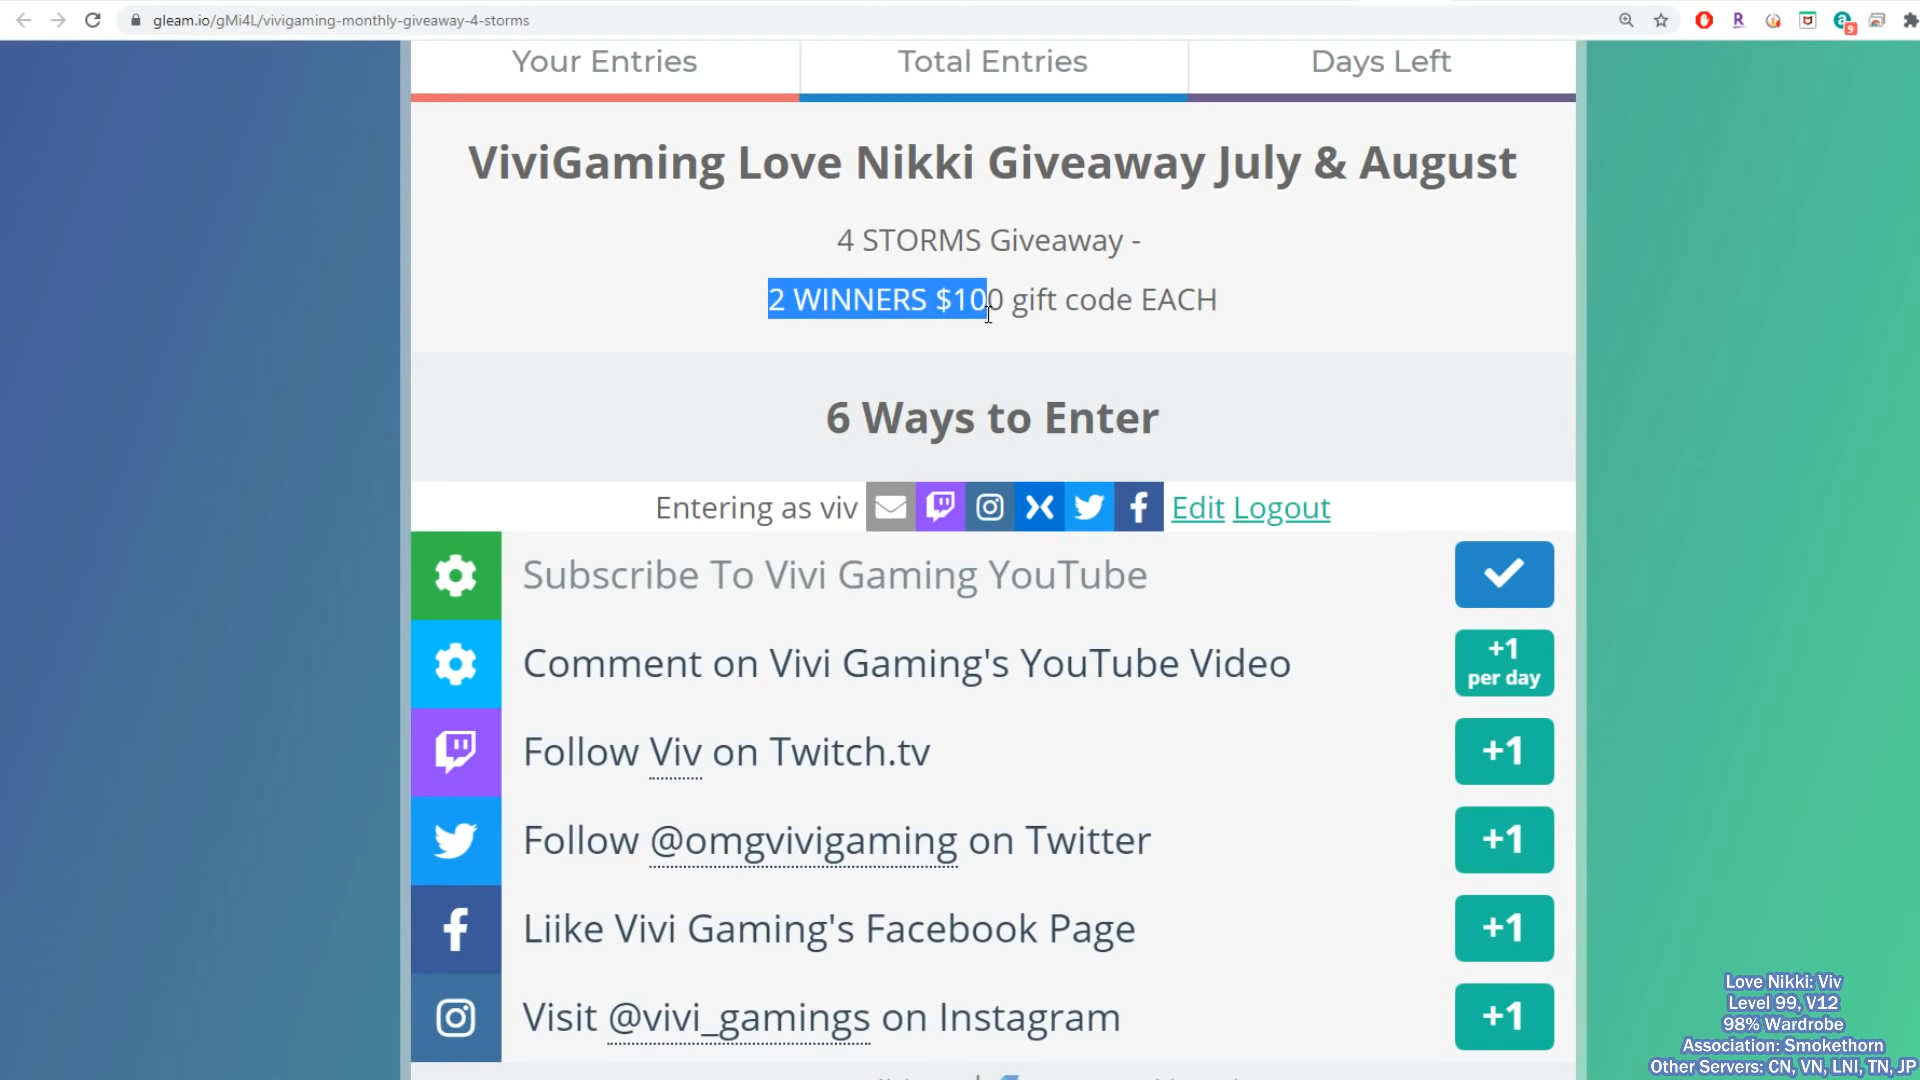 gleam.io/gMi4L/vivigaming-monthly-giveaway-4-storms
9
Your Entries
Total Entries
Days Left
ViviGaming Love Nikki Giveaway July & August
4 STORMS Giveaway -
2 WINNERS $100 gift code EACH
6 Ways to Enter
Entering as viv Edit Logout
Subscribe To Vivi Gaming YouTube
Comment on Vivi Gaming's YouTube Video
+1
per day
Follow Viv on Twitch.tv
+1
Follow @omgvivigaming on Twitter
+1
Liike Vivi Gaming's Facebook Page
+1
Visit @vivi_gamings on Instagram
+1
Love Nikki: Viv
Level 99, V12
98% Wardrobe
Association: Smokethorn
Other Servers: CN, VN, LNI, TN, JP